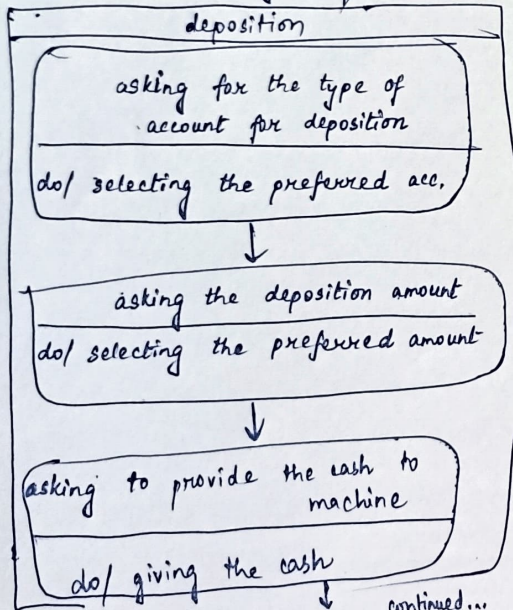 deposition
asking for the type of
account for deposition
do/ selecting the preferred acc.
asking the deposition amount
do/ selecting the preferred amount
asking to provide the cash to
machine
do/ giving the cash
continued...